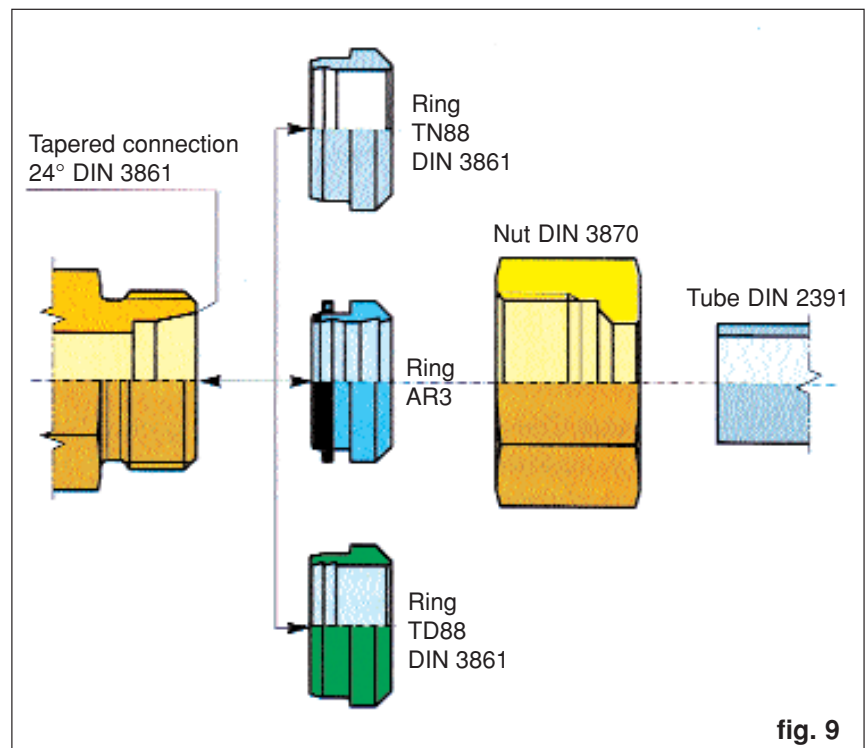 Ring
TN88
DIN 3861
Tapered connection
24° DIN 3861
Nut DIN 3870
Tube DIN 2391
Ring
AR3
Ring
TD88
DIN 3861
fig. 9